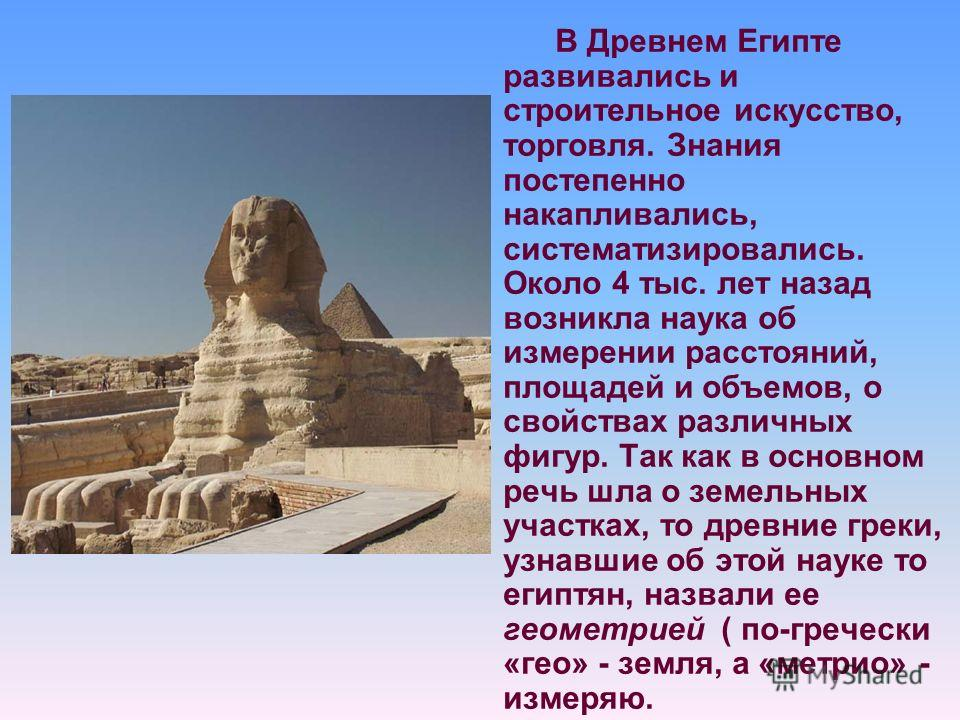 В Древнем Египте
развивались и
строительное искусство,
торговля. Знания
постепенно
накапливались,
систематизировались.
Около 4 тыс. лет назад
возникла наука об
измерении расстояний,
площадей и объемов, о
свойствах различных
фигур. Так как в основном
речь шла о земельных
участках, то древние греки,
узнавшие об этой науке то
египтян, назвали ее
геометрией ( по-гречески
«гео» - земля, а «метрио» -
измеряю.
MyShared